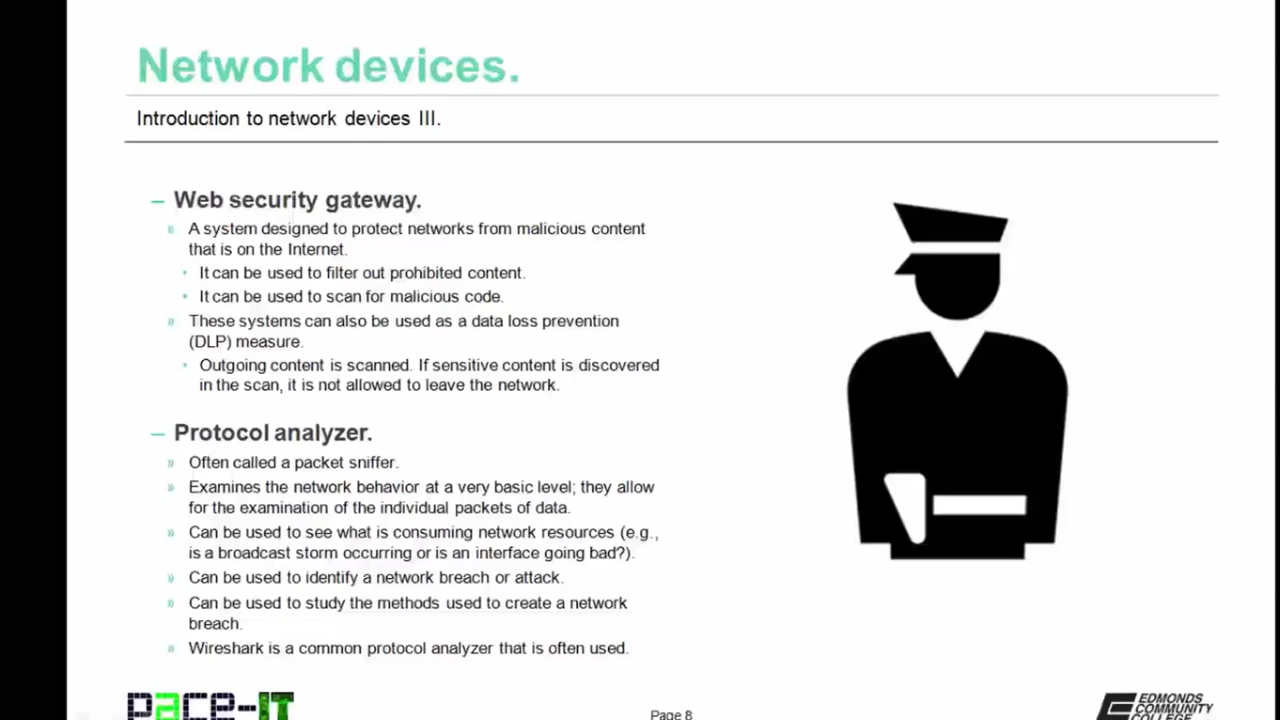 Network devices.
Introduction to network devices III.
– Web security gateway.
» A system designed to protect networks from malicious content
that is on the Internet.
• It can be used to filter out prohibited content.
• It can be used to scan for malicious code.
» These systems can also be used as a data loss prevention
(DLP) measure.
• Outgoing content is scanned. If sensitive content is discovered
in the scan, it is not allowed to leave the network.
– Protocol analyzer.
» Often called a packet sniffer.
» Examines the network behavior at a very basic level; they allow
for the examination of the individual packets of data.
» Can be used to see what is consuming network resources (e.g.,
is a broadcast storm occurring or is an interface going bad?).
» Can be used to identify a network breach or attack.
» Can be used to study the methods used to create a network
breach.
» Wireshark is a common protocol analyzer that is often used.
pace-IT
Page 8
EDMONDS
COMMUNITY
COLLEGE